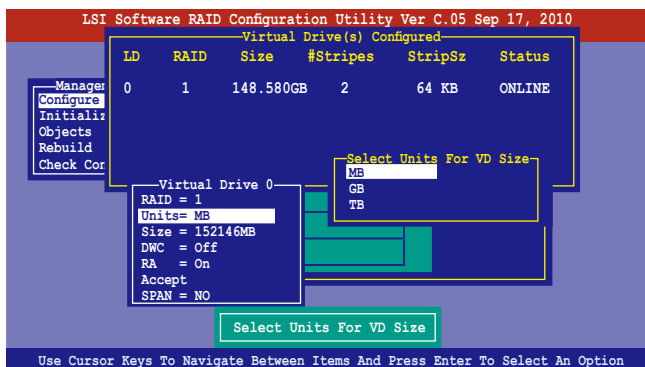 LSI Software RAID Configuration Utility Ver C.05 Sep 17, 2010
Virtual Drive(s) Configured
LD RAID Size #Stripes StripSz Status
0 1 148.580GB 2 64 KB ONLINE
Configure
Objects
Rebuild
Check
Select Units For VD Size
MB
GB
TB
Virtual Drive 0
RAID = 1
Units= MB
Size = 152146MB
DWC = Off
RA = On
Accept
SPAN = NO
Select Units For VD Size
Use Cursor Keys To Navigate Between Items And Press Enter To Select An Option